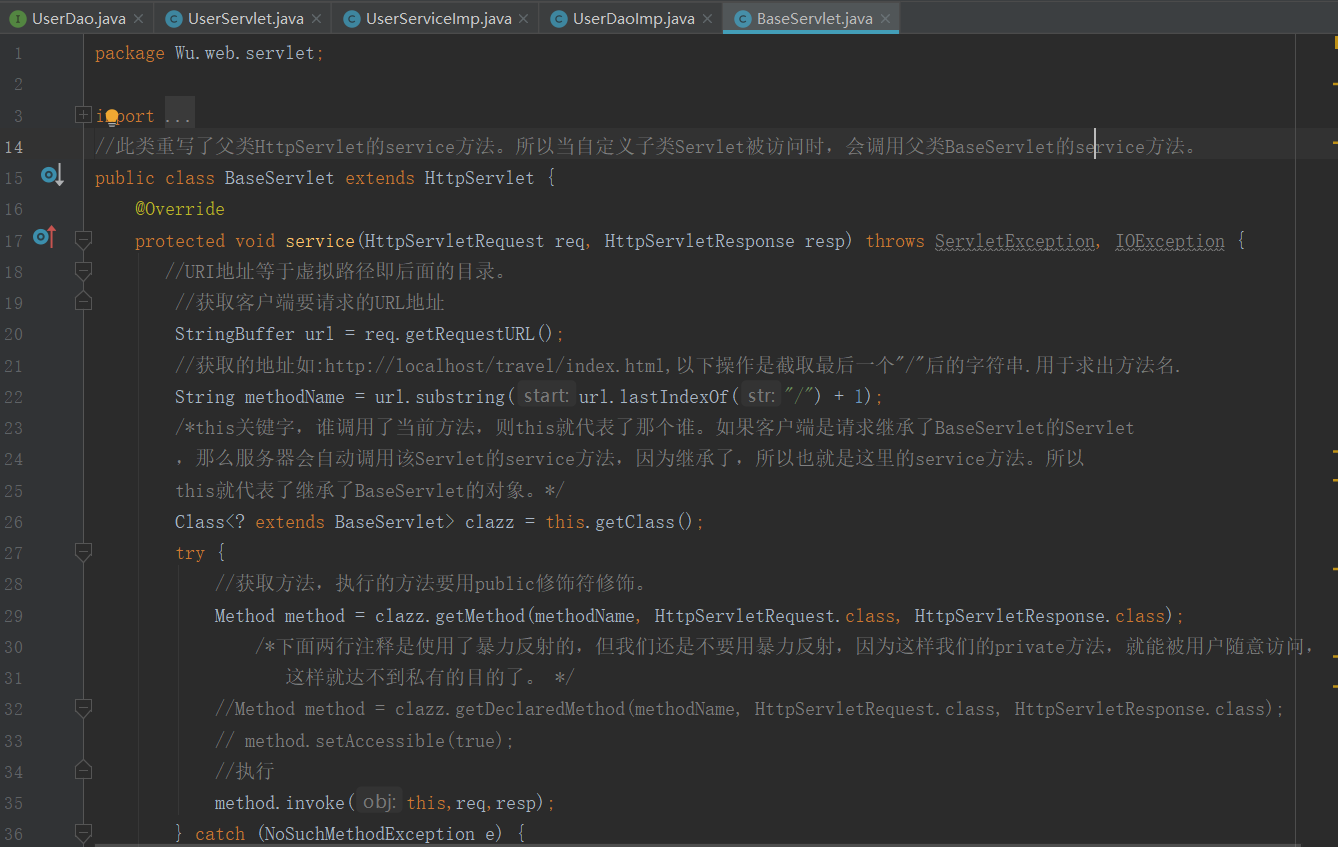 UserDao.java
UserServlet.java
UserServiceImp.java
UserDaoImp.java
BaseServlet.java
1 package Wu.web.servlet;
2
3 import ...
14 //此类重写了父类HttpServlet的service方法。所以当自定义子类Servlet被访问时，会调用父类BaseServlet的service方法。
15 public class BaseServlet extends HttpServlet {
16 @Override
17 protected void service(HttpServletRequest req, HttpServletResponse resp) throws ServletException, IOException {
18 //URI地址等于虚拟路径即后面的目录。
19 //获取客户端要请求的URL地址
20 StringBuffer url = req.getRequestURL();
21 //获取的地址如:http://localhost/travel/index.html,以下操作是截取最后一个"/"后的字符串.用于求出方法名.
22 String methodName = url.substring( start: url.lastIndexOf( str: "/") + 1);
23 /*this关键字，谁调用了当前方法，则this就代表了那个谁。如果客户端是请求继承了BaseServlet的Servlet
24 ，那么服务器会自动调用该Servlet的service方法，因为继承了，所以也就是这里的service方法。所以
25 this就代表了继承了BaseServlet的对象。*/
26 Class<? extends BaseServlet> clazz = this.getClass();
27 try {
28 //获取方法，执行的方法要用public修饰符修饰。
29 Method method = clazz.getMethod(methodName, HttpServletRequest.class, HttpServletResponse.class);
30 /*下面两行注释是使用了暴力反射的，但我们还是不要用暴力反射，因为这样我们的private方法，就能被用户随意访问，
31 这样就达不到私有的目的了。 */
32 //Method method = clazz.getDeclaredMethod(methodName, HttpServletRequest.class, HttpServletResponse.class);
33 // method.setAccessible(true);
34 //执行
35 method.invoke( obj: this,req,resp);
36 } catch (NoSuchMethodException e) {